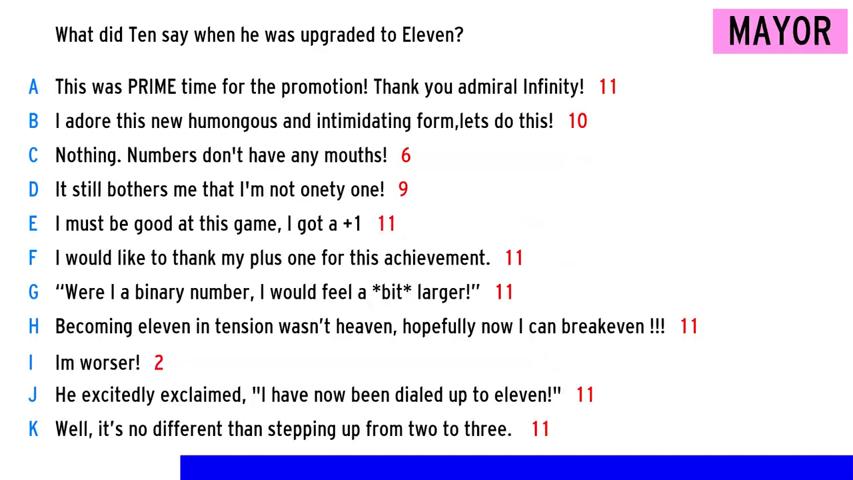 What did Ten say when he was upgraded to Eleven?
MAYOR
A This was PRIME time for the promotion! Thank you admiral Infinity! 11
B I adore this new humongous and intimidating form,lets do this! 10
C Nothing. Numbers don't have any mouths! 6
D It still bothers me that I'm not onety one! 9
E I must be good at this game, I got a +1 11
F I would like to thank my plus one for this achievement. 11
G “Were I a binary number, I would feel a *bit* larger!” 11
H Becoming eleven in tension wasn’t heaven, hopefully now I can breakeven !!! 11
I Im worser! 2
J He excitedly exclaimed, "I have now been dialed up to eleven!" 11
K Well, it’s no different than stepping up from two to three. 11